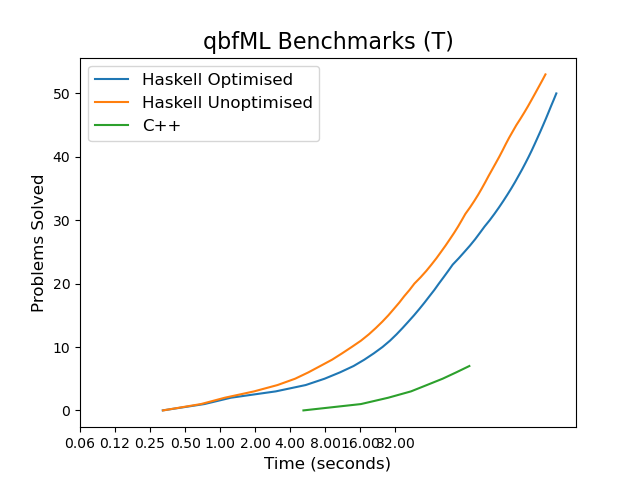 qbfML Benchmarks (T)
Haskell Optimised
Haskell Unoptimised
C++
Problems Solved
50
40
30
20
10
0
0.06 0.12 0.25 0.50 1.00 2.00 4.00 8.00 16.00 32.00
Time (seconds)